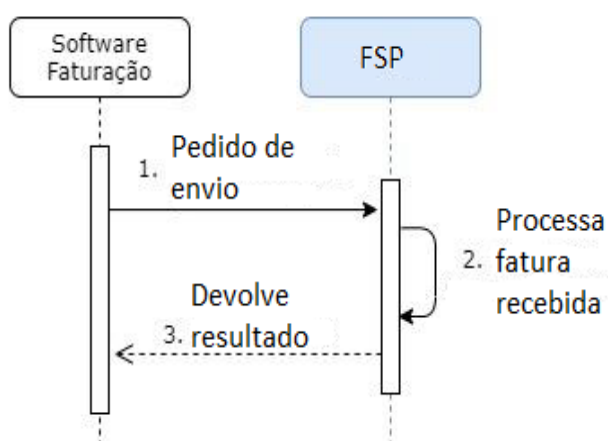 Software
Faturação
FSP
1. Pedido de
envio
2. Processa
fatura
recebida
3. Devolve
resultado